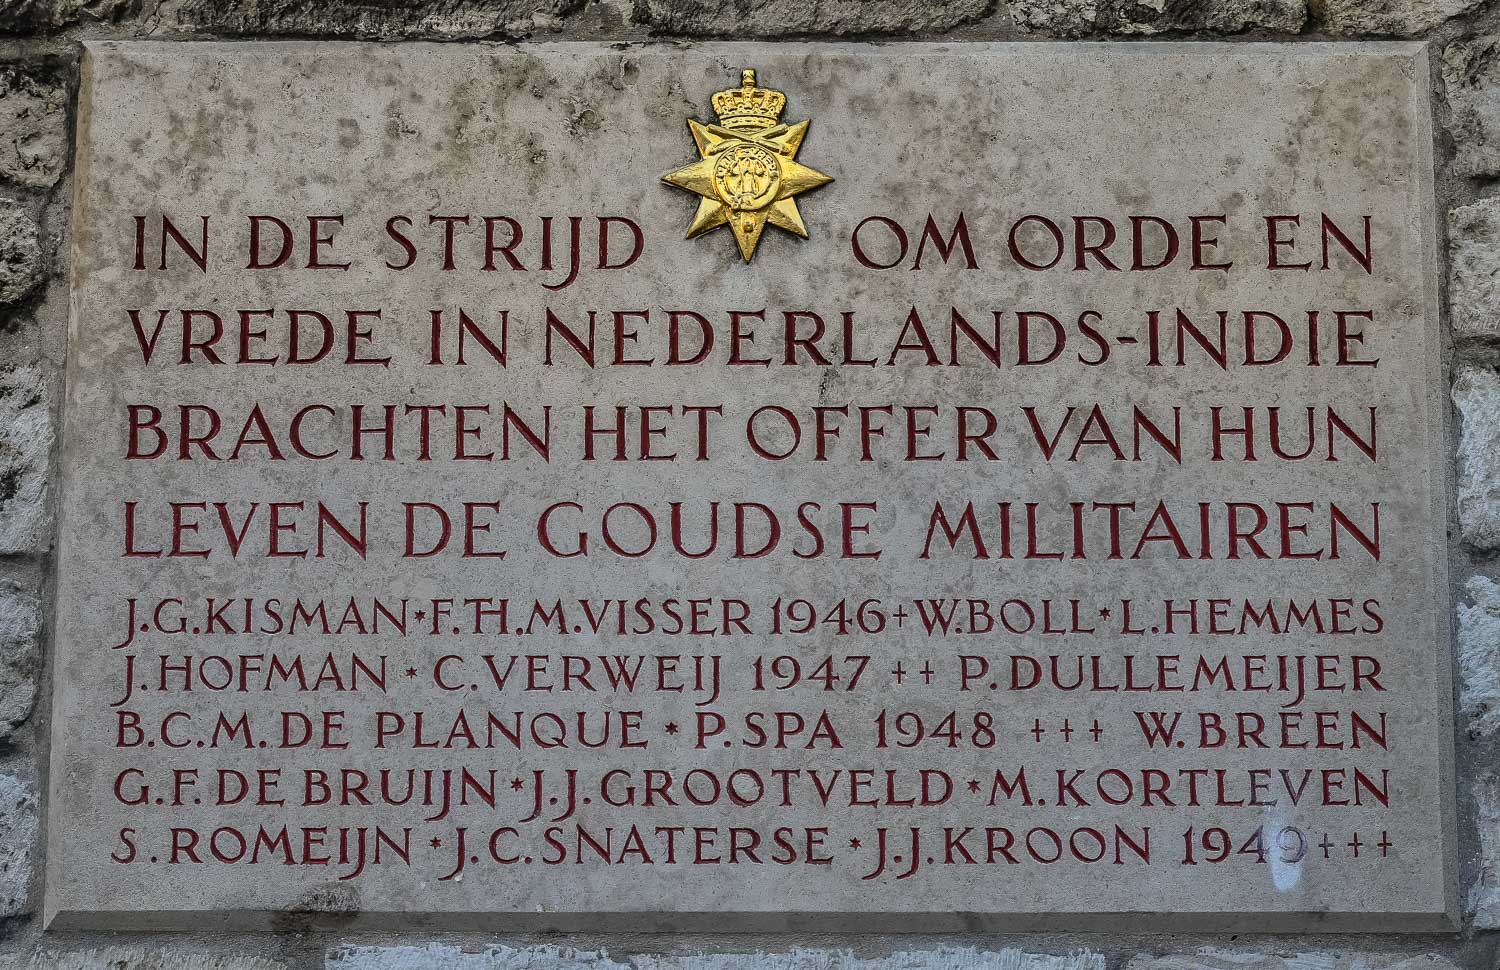 IN DE STRIJD OM ORDE EN
VREDE IN NEDERLANDS-INDIE
BRACHTEN HET OFFER VAN HUN
LEVEN DE GOUDSE MILITAIREN
J.G.KISMAN*F.TH.M.VISSER 1946+W.BOLL*L.HEMMES
J.HOFMAN * C.VERWEIJ 1947 ++ P.DULLEMEIJER
B.C.M.DE PLANQUE *P.SPA 1948 +++ W.BREEN
G.F.DE BRUIJN*J.J.GROOTVELD*M.KORTLEVEN
S.ROMEIJN *J.C.SNATERSE *J.J.KROON 1949+++